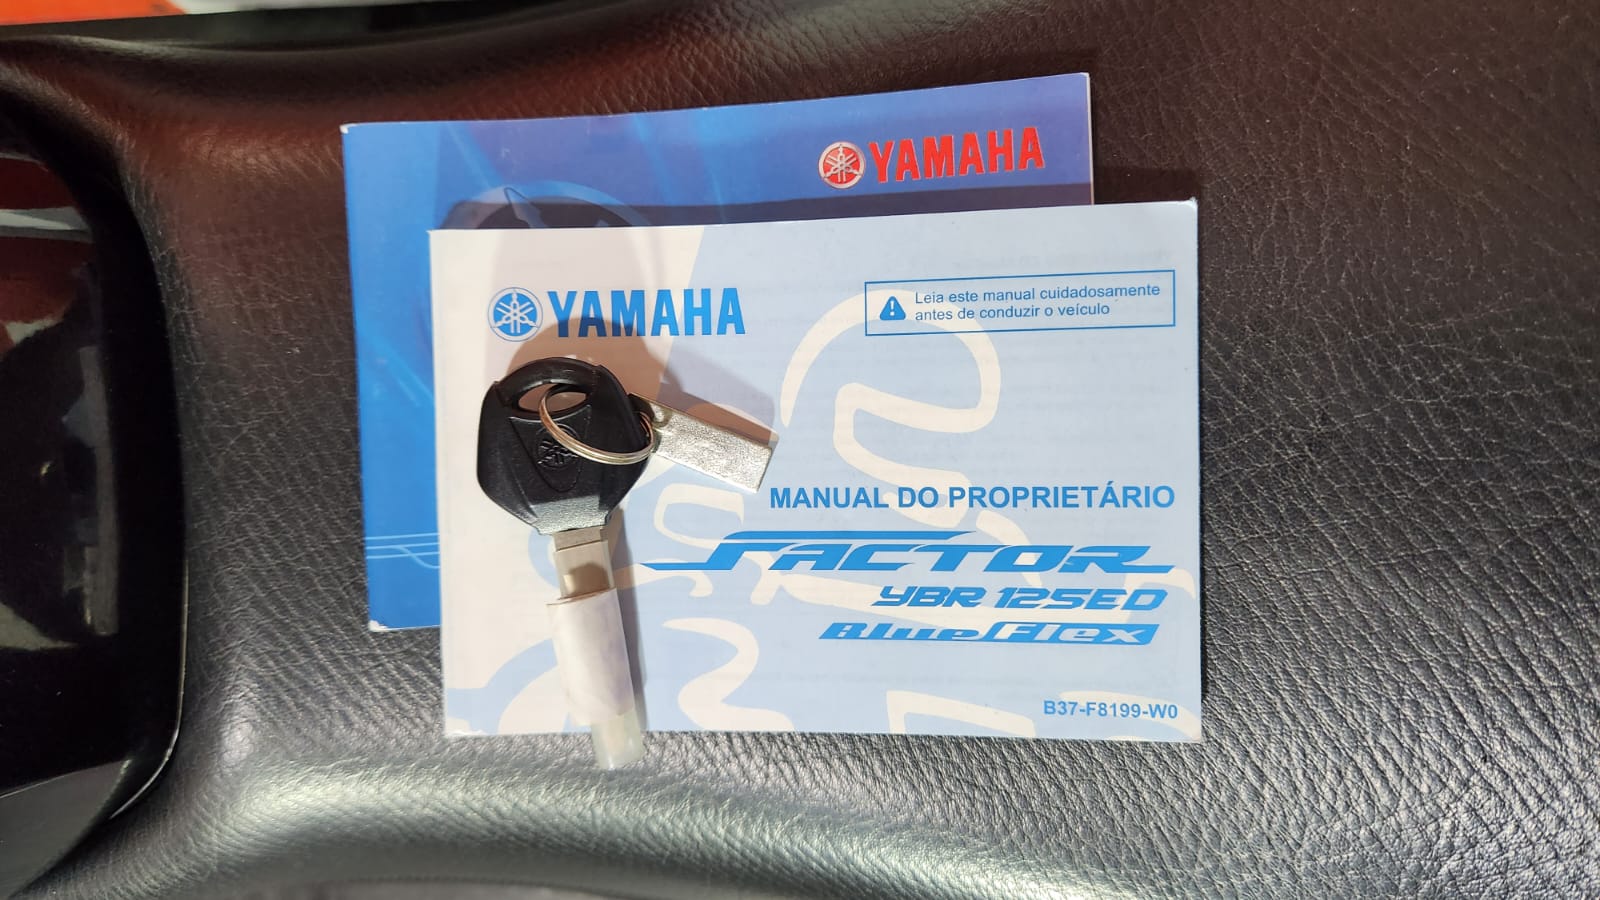 YAMAHA
YAMAHA
Leia este manual cuidadosamente
antes de conduzir o veículo
MANUAL DO PROPRIETÁRIO
FACTOR
YBR 125ED
BlueFlex
B37-F8199-W0